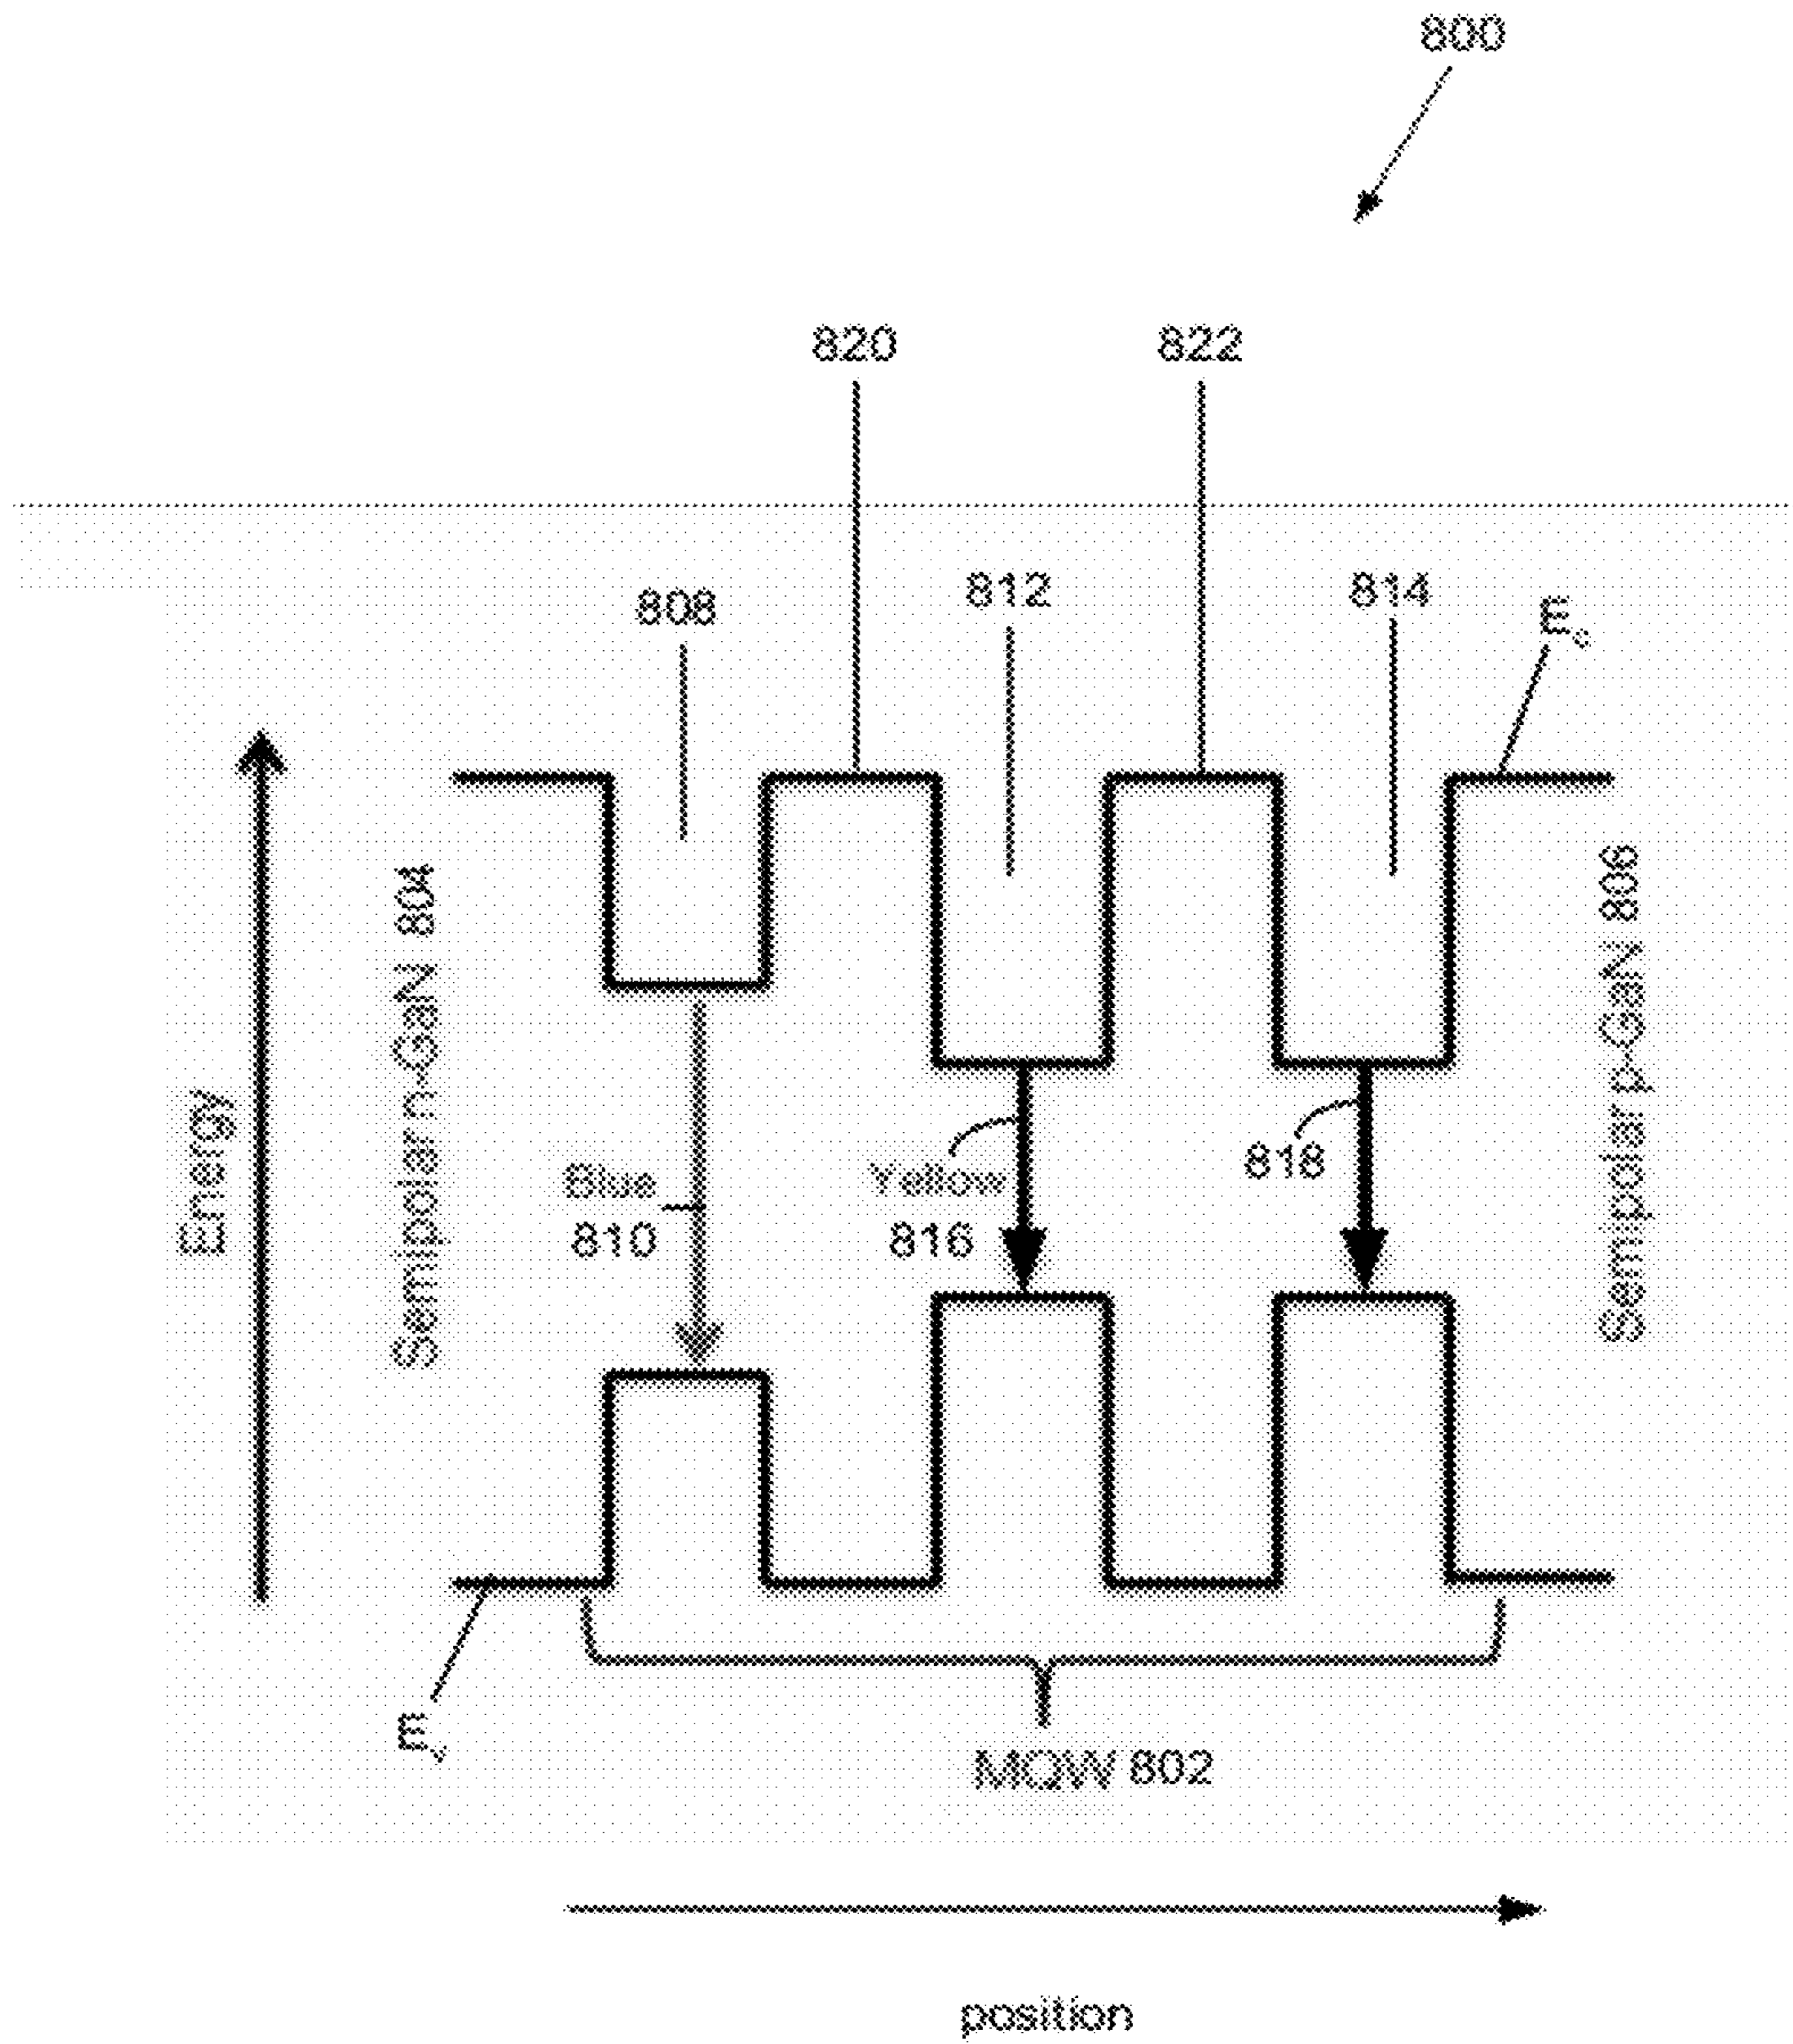 800
820
822
808
812
814
Ec
Energy
Semipolar n-GaN 804
Semipolar p-GaN 806
Blue
810
Yellow
816
818
Ev
MQW 802
position